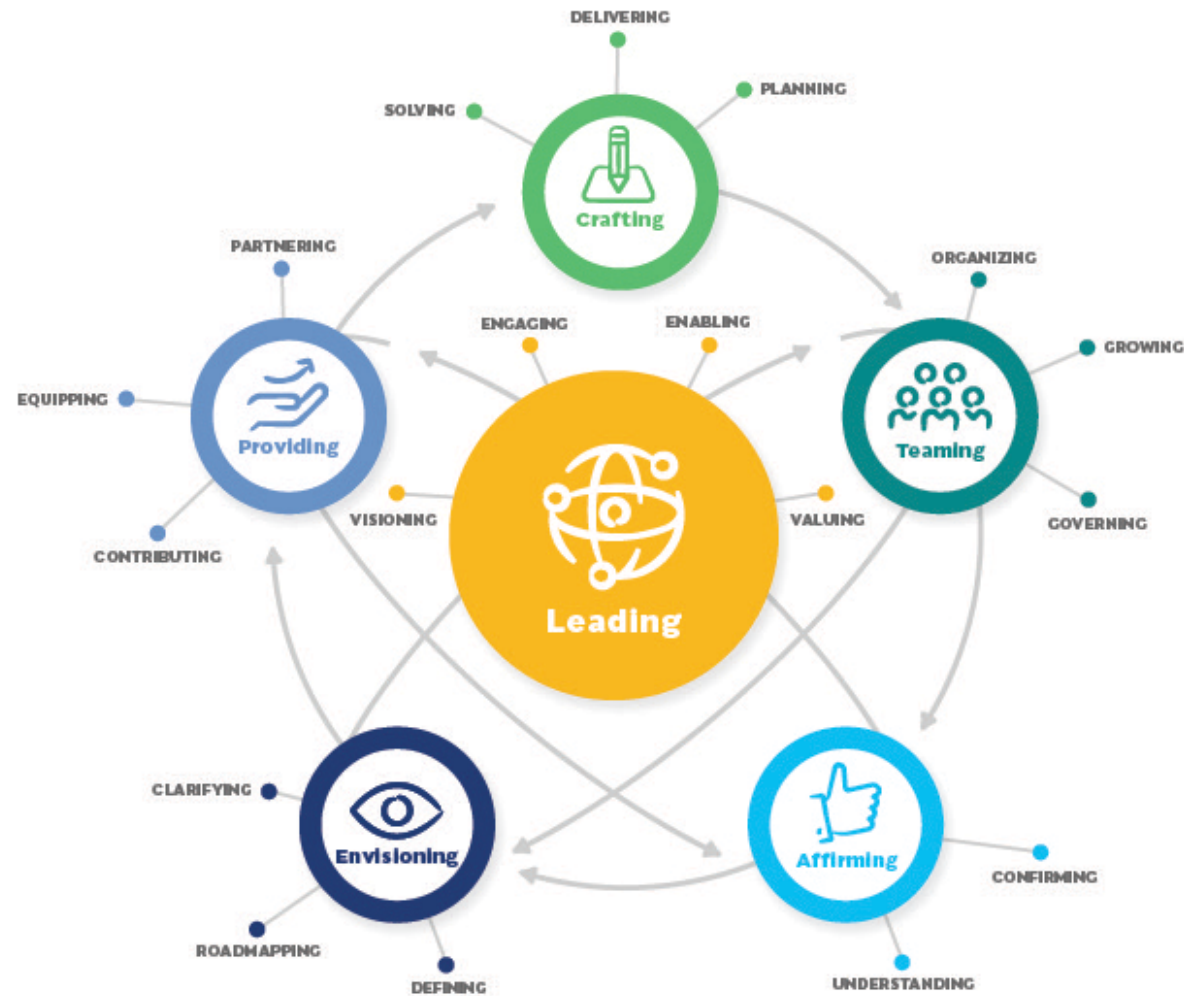 DELIVERING
PLANNING
SOLVING
Crafting
PARTNERING
ORGANIZING
ENGAGING
ENABLING
GROWING
EQUIPPING
Providing
Teaming
VISIONING
VALUING
GOVERNING
CONTRIBUTING
Leading
CLARIFYING
Envisioning
Affirming
CONFIRMING
ROADMAPPING
DEFINING
UNDERSTANDING